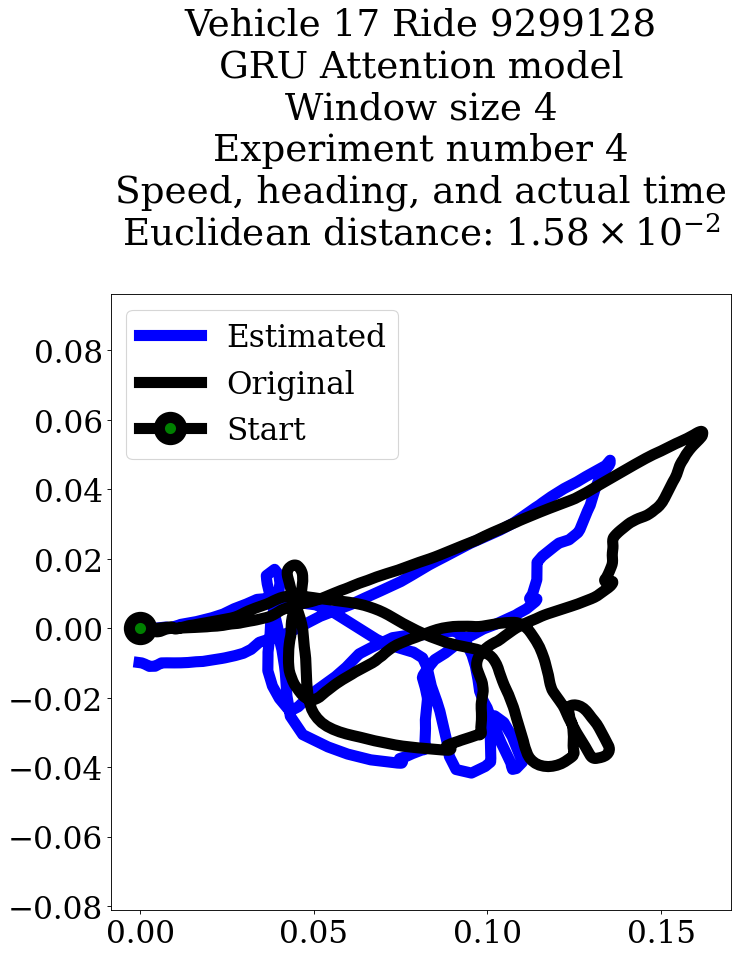 Vehicle 17 Ride 9299128
GRU Attention model
Window size 4
Experiment number 4
Speed, heading, and actual time
Euclidean distance: 1.58 × 10⁻²
Estimated
Original
Start
0.08
0.06
0.04
0.02
0.00
−0.02
−0.04
−0.06
−0.08
0.00 0.05 0.10 0.15